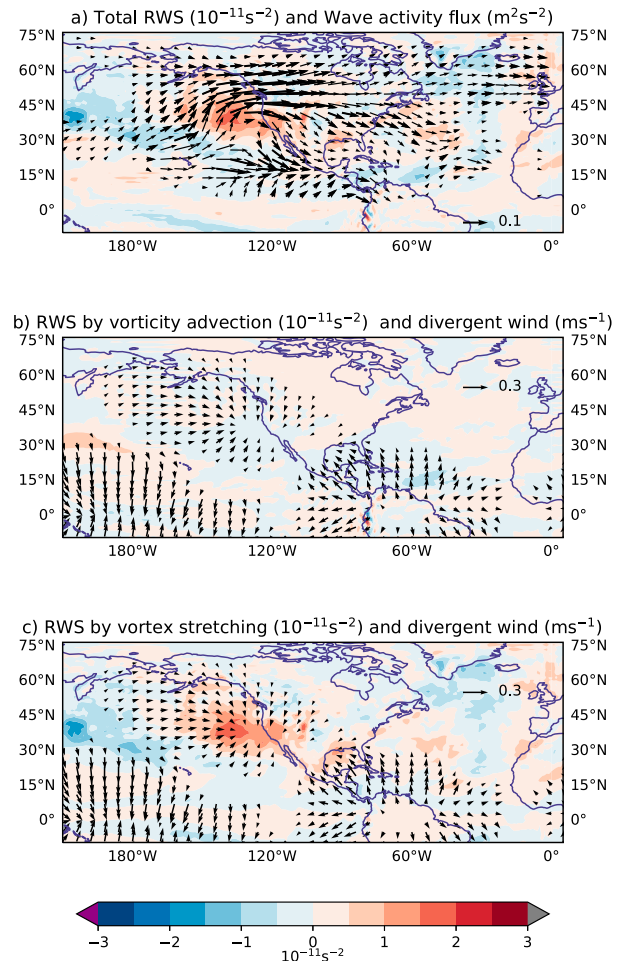 a) Total RWS (10⁻¹¹s⁻²) and Wave activity flux (m²s⁻²)
75°N 75°N
60°N 60°N
45°N 45°N
30°N 30°N
15°N 15°N
0° 0°
0.1
180°W 120°W 60°W 0°
b) RWS by vorticity advection (10⁻¹¹s⁻²) and divergent wind (ms⁻¹)
75°N 75°N
60°N 0.3 60°N
45°N 45°N
30°N 30°N
15°N 15°N
0° 0°
180°W 120°W 60°W 0°
c) RWS by vortex stretching (10⁻¹¹s⁻²) and divergent wind (ms⁻¹)
75°N 75°N
60°N 0.3 60°N
45°N 45°N
30°N 30°N
15°N 15°N
0° 0°
180°W 120°W 60°W 0°
−3 −2 −1 0 1 2 3
10⁻¹¹s⁻²